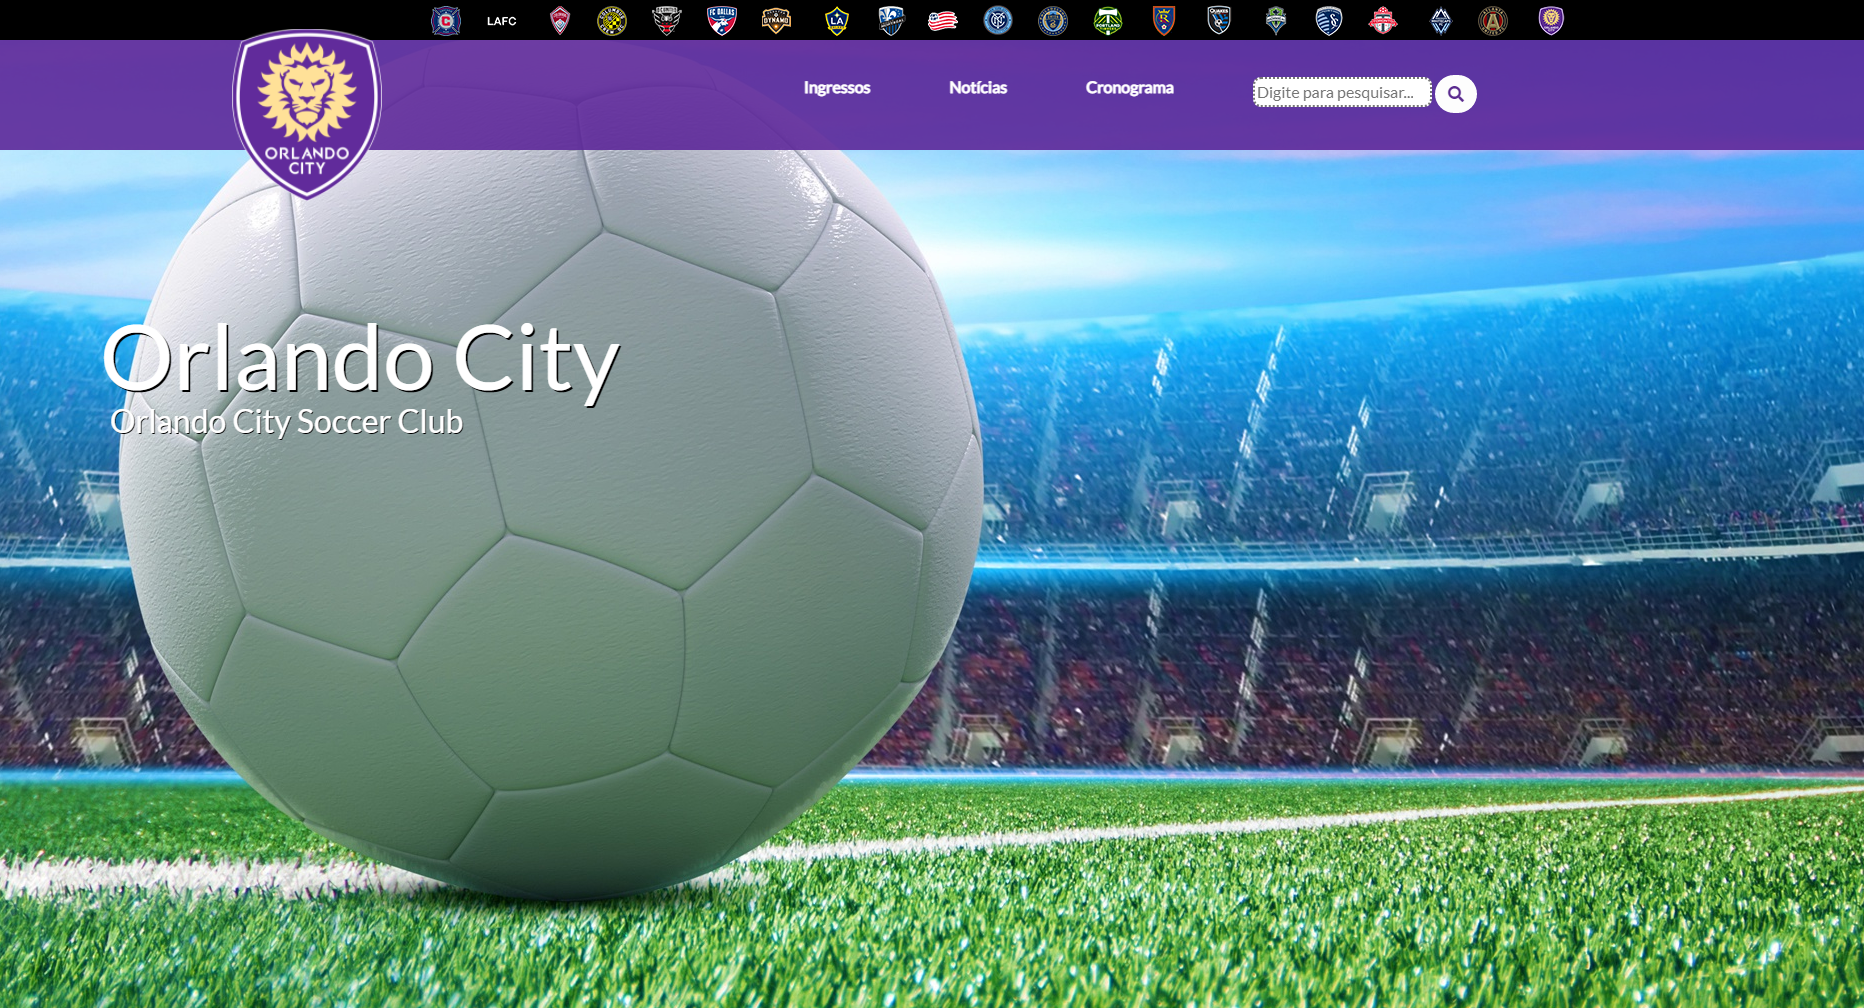 LAFC
Ingressos
Notícias
Cronograma
Digite para pesquisar...
ORLANDO
CITY
Orlando City
Orlando City Soccer Club